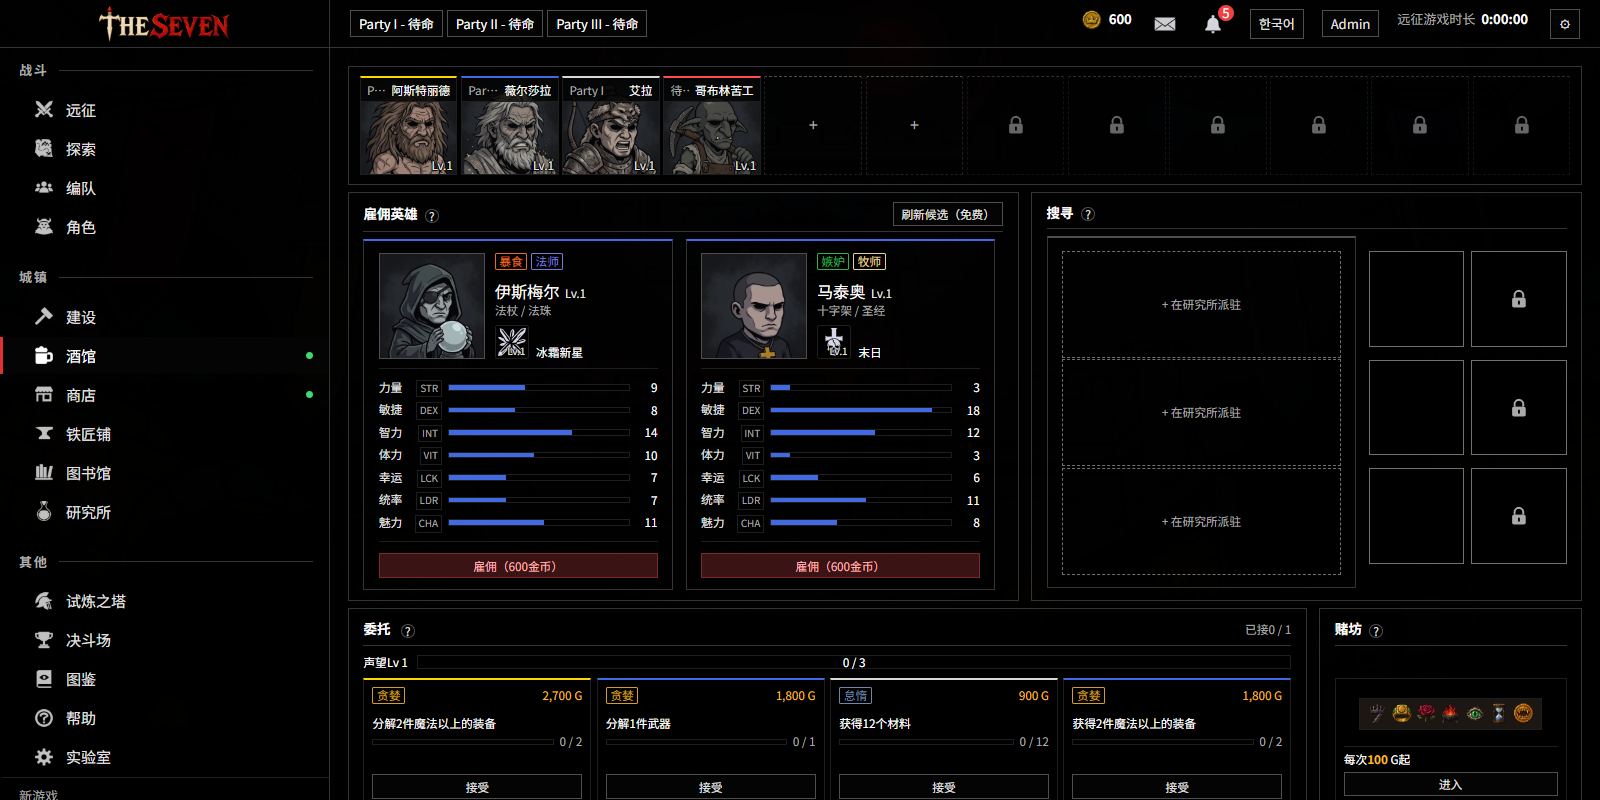 THE SEVEN
Party I - 待命
Party II - 待命
Party III - 待命
600
5
한국어
Admin
远征游戏时长 0:00:00
战斗
远征
探索
编队
角色
城镇
建设
酒馆
商店
铁匠铺
图书馆
研究所
其他
试炼之塔
决斗场
图鉴
帮助
实验室
新游戏
P··· 阿斯特丽德
Lv.1
Par··· 薇尔莎拉
Lv.1
Party I 艾拉
Lv.1
待·· 哥布林苦工
Lv.1
+
+
雇佣英雄 ?
刷新候选（免费）
暴食 法师
伊斯梅尔 Lv.1
法杖 / 法珠
Lv.1 冰霜新星
力量 STR 9
敏捷 DEX 8
智力 INT 14
体力 VIT 10
幸运 LCK 7
统率 LDR 7
魅力 CHA 11
雇佣（600金币）
嫉妒 牧师
马泰奥 Lv.1
十字架 / 圣经
Lv.1 末日
力量 STR 3
敏捷 DEX 18
智力 INT 12
体力 VIT 3
幸运 LCK 6
统率 LDR 11
魅力 CHA 8
雇佣（600金币）
搜寻 ?
+ 在研究所派驻
+ 在研究所派驻
+ 在研究所派驻
委托 ?
已接0 / 1
声望Lv 1
0 / 3
贪婪 2,700 G
分解2件魔法以上的装备
0 / 2
接受
贪婪 1,800 G
分解1件武器
0 / 1
接受
怠惰 900 G
获得12个材料
0 / 12
接受
贪婪 1,800 G
获得2件魔法以上的装备
0 / 2
接受
赌坊 ?
每次100 G起
进入